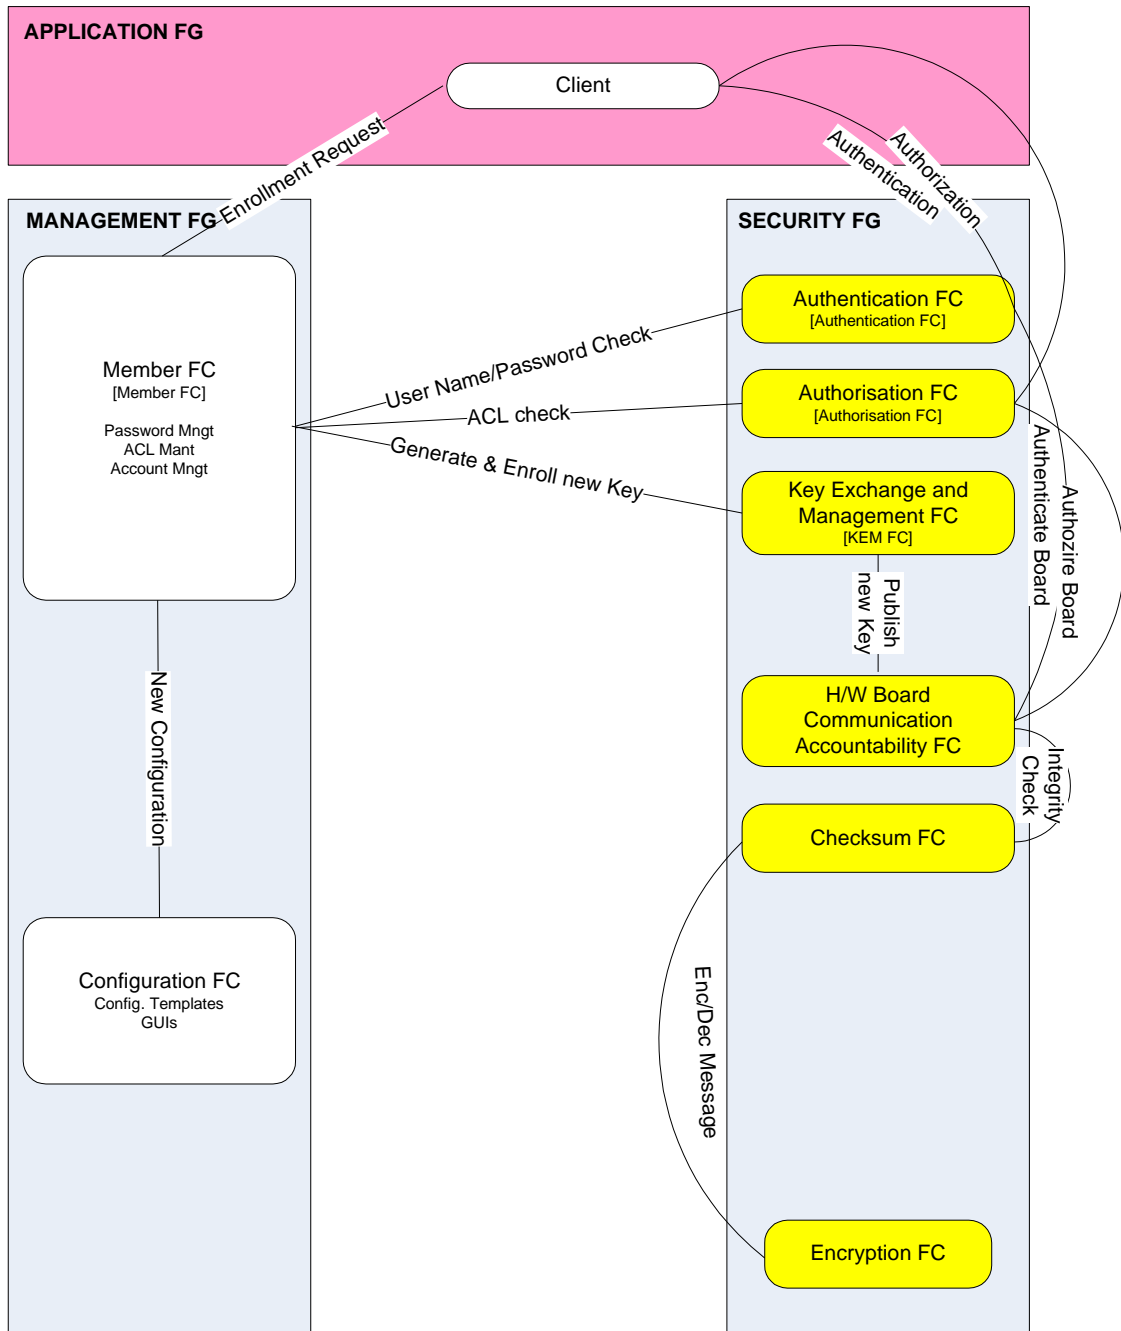 APPLICATION FG
Client
Enrollment Request
Authorization
Authentication
MANAGEMENT FG
SECURITY FG
Member FC
[Member FC]
Password Mngt
ACL Mant
Account Mngt
User Name/Password Check
ACL check
Generate & Enroll new Key
Authentication FC
[Authentication FC]
Authorisation FC
[Authorisation FC]
Key Exchange and
Management FC
[KEM FC]
Authozire Board
Authenticate Board
Publish
new Key
H/W Board
Communication
Accountability FC
Integrity
Check
Checksum FC
New Configuration
Configuration FC
Config. Templates
GUIs
Enc/Dec Message
Encryption FC